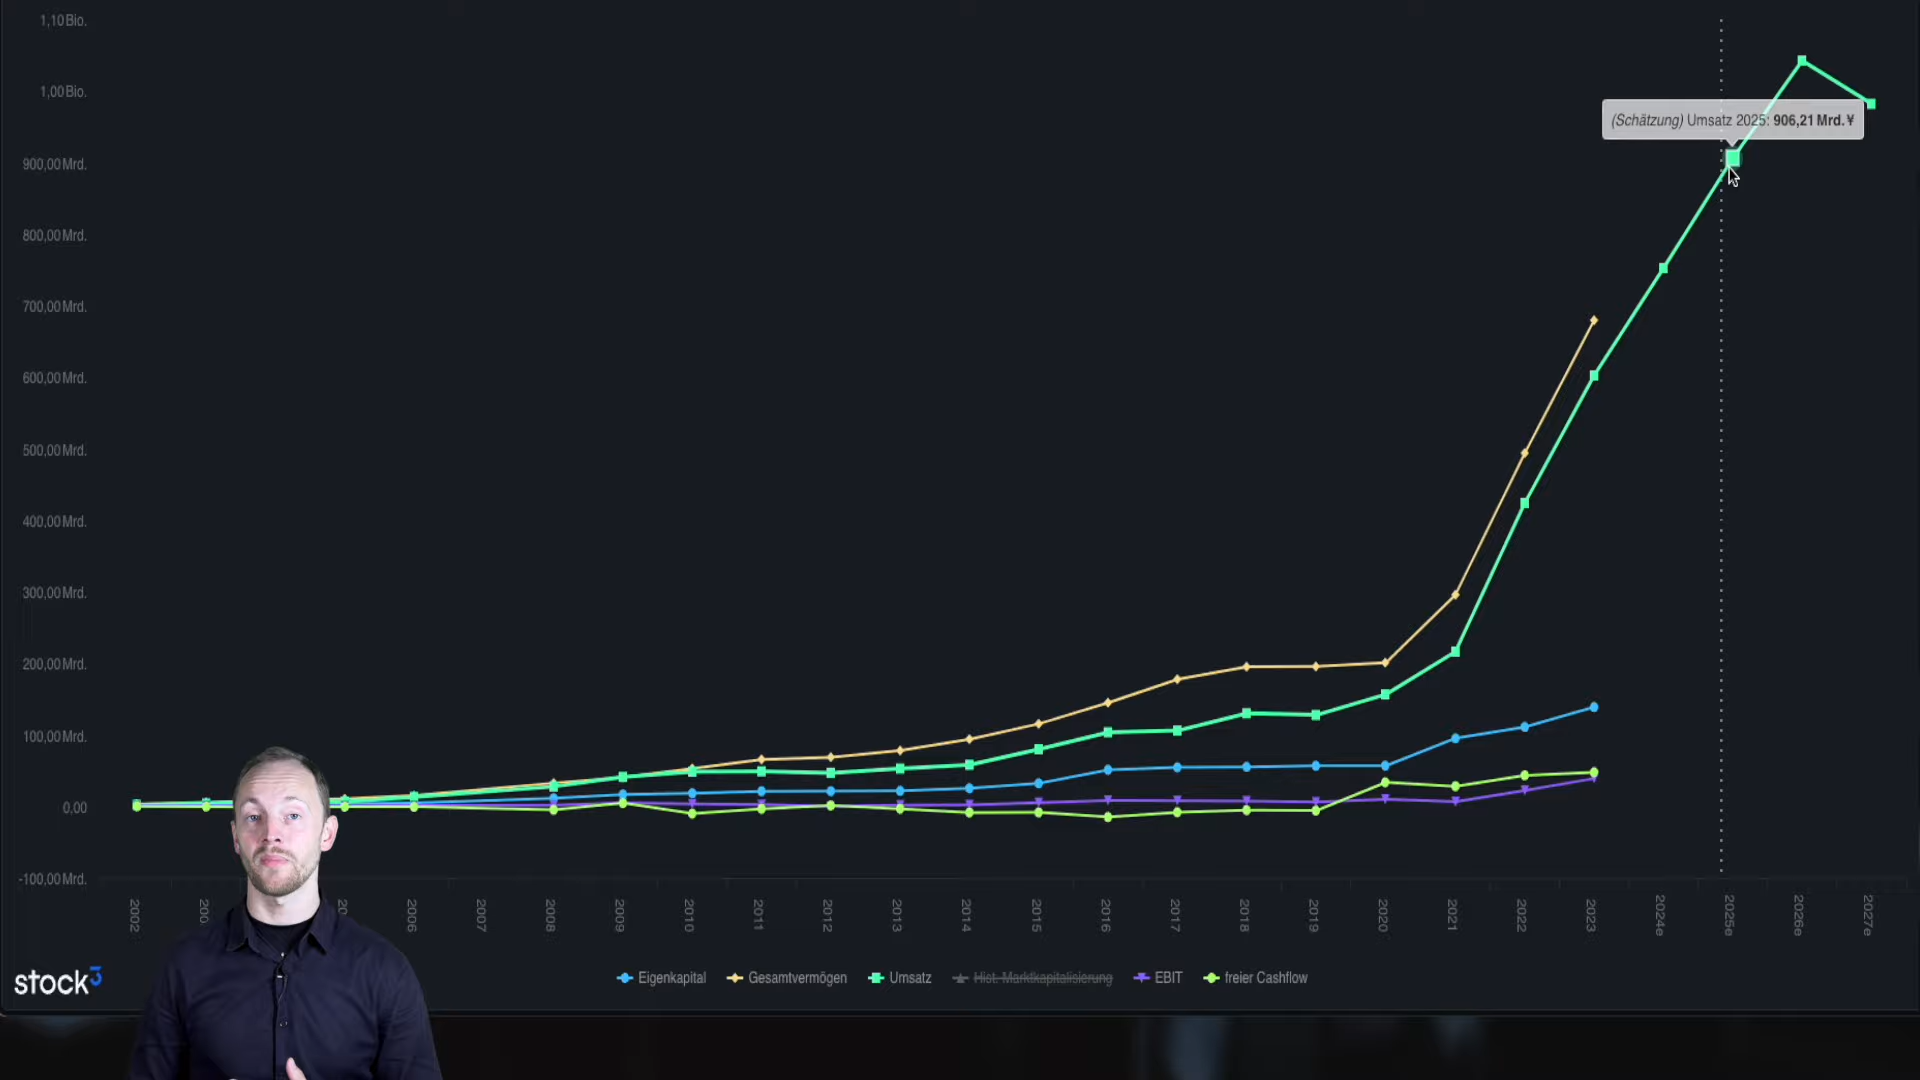 1,10 Bio.
1,00 Bio.
900,00 Mrd.
800,00 Mrd.
700,00 Mrd.
600,00 Mrd.
500,00 Mrd.
400,00 Mrd.
300,00 Mrd.
200,00 Mrd.
100,00 Mrd.
0,00
-100,00 Mrd.
(Schätzung) Umsatz 2025: 906,21 Mrd. ¥
2002
2006
2007
2008
2009
2010
2011
2012
2013
2014
2015
2016
2017
2018
2019
2020
2021
2022
2023
2024e
2025e
2026e
2027e
Eigenkapital Gesamtvermögen Umsatz Hist. Marktkapitalisierung EBIT freier Cashflow
stock3